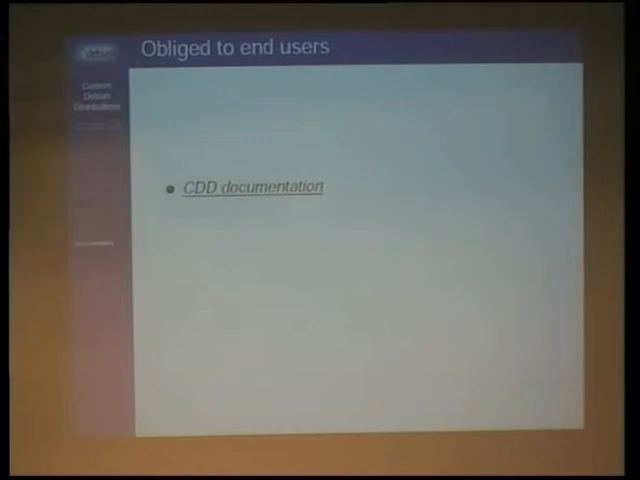 Obliged to end users
Custom
Debian
Distributions
CDD documentation